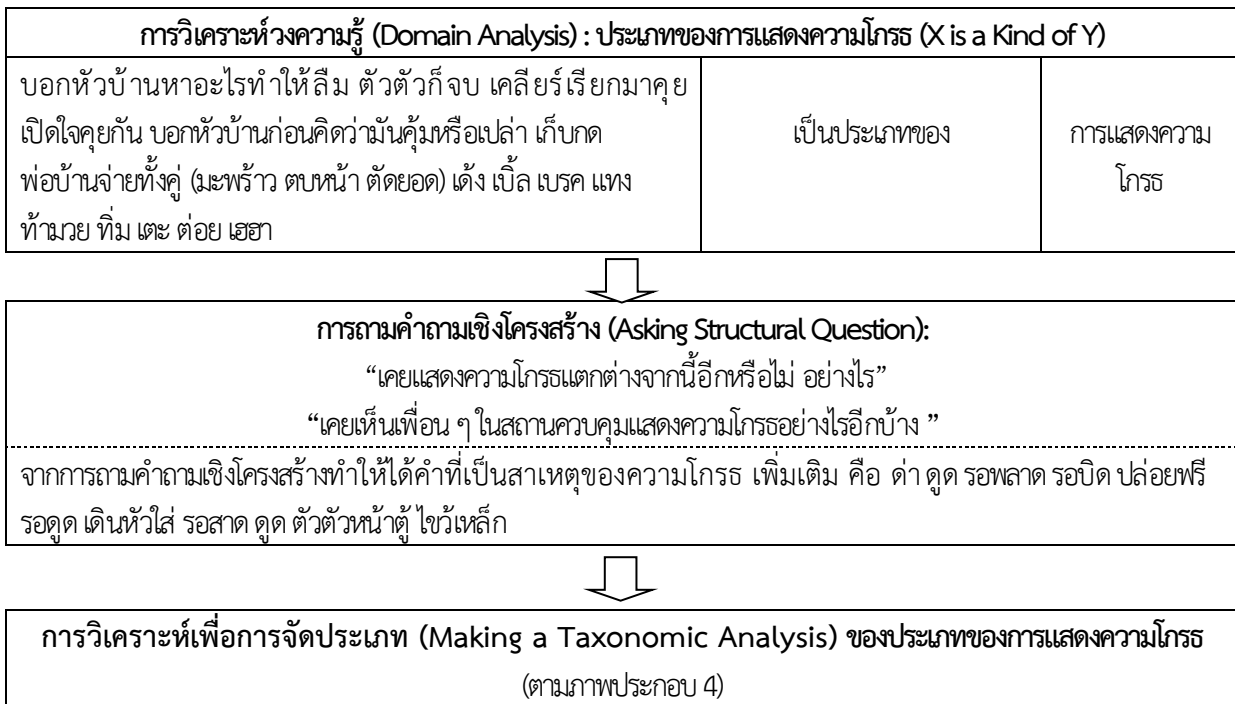 การวิเคราะห์วงความรู้ (Domain Analysis) : ประเภทของการแสดงความโกรธ (X is a Kind of Y)
บอกหัวบ้านหาอะไรทำให้ลืม ตัวตัวก็จบ เคลียร์เรียกมาคุย
เปิดใจคุยกัน บอกหัวบ้านก่อนคิดว่ามันคุ้มหรือเปล่า เก็บกด
พ่อบ้านจ่ายทั้งคู่ (มะพร้าว ตบหน้า ตัดยอด) เด้ง เบิ้ล เบรค แทง
ท้ามวย ทิ่ม เตะ ต่อย เฮฮา
เป็นประเภทของ
การแสดงความ
โกรธ
การถามคำถามเชิงโครงสร้าง (Asking Structural Question):
“เคยแสดงความโกรธแตกต่างจากนี้อีกหรือไม่ อย่างไร”
“เคยเห็นเพื่อน ๆ ในสถานควบคุมแสดงความโกรธอย่างไรอีกบ้าง ”
จากการถามคำถามเชิงโครงสร้างทำให้ได้คำที่เป็นสาเหตุของความโกรธ เพิ่มเติม คือ ด่า ดูด รอพลาด รอบิด ปล่อยฟรี
รอดูด เดินหัวใส่ รอสาด ดูด ตัวตัวหน้าตู้ ไขว้เหล็ก
การวิเคราะห์เพื่อการจัดประเภท (Making a Taxonomic Analysis) ของประเภทของการแสดงความโกรธ
(ตามภาพประกอบ 4)